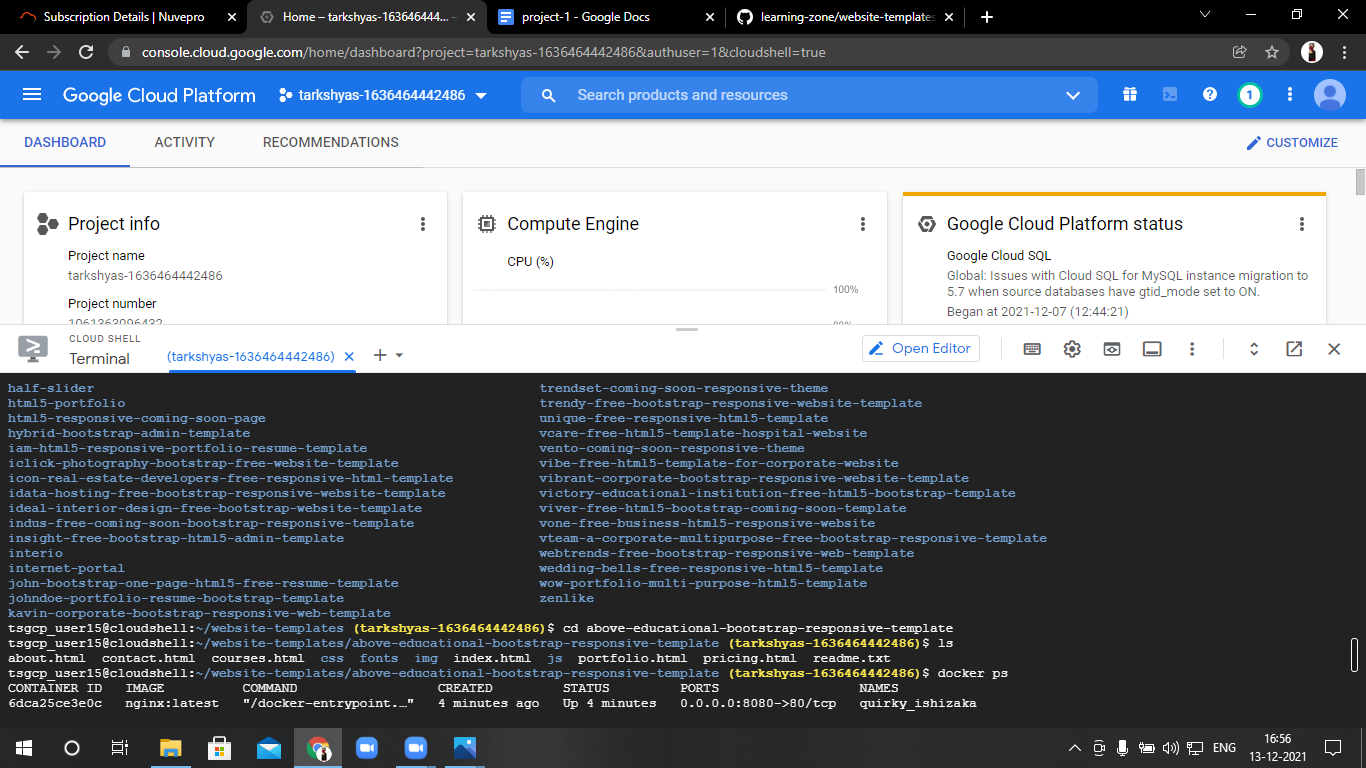 Subscription Details | Nuvepro
Home – tarkshyas-1636464442486
project-1 - Google Docs
learning-zone/website-templates
console.cloud.google.com/home/dashboard?project=tarkshyas-1636464442486&authuser=1&cloudshell=true
Google Cloud Platform
tarkshyas-1636464442486
Search products and resources
1
DASHBOARD
ACTIVITY
RECOMMENDATIONS
CUSTOMIZE
Project info
Project name
tarkshyas-1636464442486
Project number
1061363096432
Compute Engine
CPU (%)
100%
80%
Google Cloud Platform status
Google Cloud SQL
Global: Issues with Cloud SQL for MySQL instance migration to
5.7 when source databases have gtid_mode set to ON.
Began at 2021-12-07 (12:44:21)
CLOUD SHELL
Terminal
(tarkshyas-1636464442486)
Open Editor
half-slider trendset-coming-soon-responsive-theme
html5-portfolio trendy-free-bootstrap-responsive-website-template
html5-responsive-coming-soon-page unique-free-responsive-html5-template
hybrid-bootstrap-admin-template vcare-free-html5-template-hospital-website
iam-html5-responsive-portfolio-resume-template vento-coming-soon-responsive-theme
iclick-photography-bootstrap-free-website-template vibe-free-html5-template-for-corporate-website
icon-real-estate-developers-free-responsive-html-template vibrant-corporate-bootstrap-responsive-website-template
idata-hosting-free-bootstrap-responsive-website-template victory-educational-institution-free-html5-bootstrap-template
ideal-interior-design-free-bootstrap-website-template viver-free-html5-bootstrap-coming-soon-template
indus-free-coming-soon-bootstrap-responsive-template vone-free-business-html5-responsive-website
insight-free-bootstrap-html5-admin-template vteam-a-corporate-multipurpose-free-bootstrap-responsive-template
interio webtrends-free-bootstrap-responsive-web-template
internet-portal wedding-bells-free-responsive-html5-template
john-bootstrap-one-page-html5-free-resume-template wow-portfolio-multi-purpose-html5-template
johndoe-portfolio-resume-bootstrap-template zenlike
kavin-corporate-bootstrap-responsive-web-template
tsgcp_user15@cloudshell:~/website-templates (tarkshyas-1636464442486)$ cd above-educational-bootstrap-responsive-template
tsgcp_user15@cloudshell:~/website-templates/above-educational-bootstrap-responsive-template (tarkshyas-1636464442486)$ ls
about.html contact.html courses.html css fonts img index.html js portfolio.html pricing.html readme.txt
tsgcp_user15@cloudshell:~/website-templates/above-educational-bootstrap-responsive-template (tarkshyas-1636464442486)$ docker ps
CONTAINER ID IMAGE COMMAND CREATED STATUS PORTS NAMES
6dca25ce3e0c nginx:latest "/docker-entrypoint.…" 4 minutes ago Up 4 minutes 0.0.0.0:8080->80/tcp quirky_ishizaka
ENG
16:56
13-12-2021